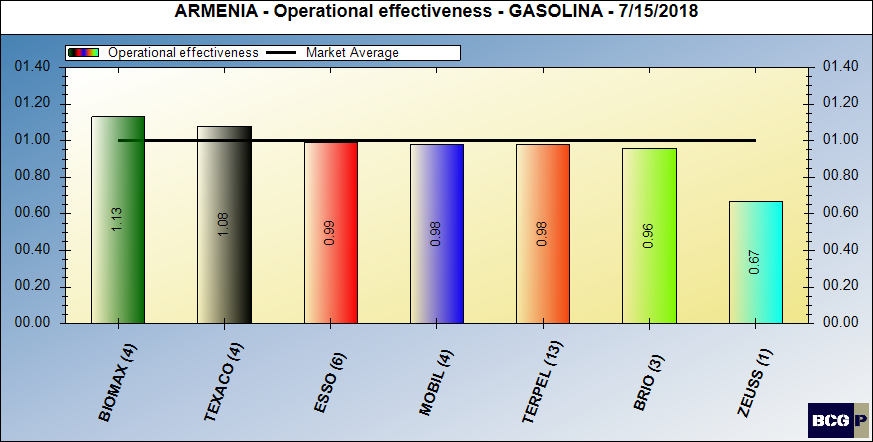 ARMENIA - Operational effectiveness - GASOLINA - 7/15/2018
Operational effectiveness Market Average
01.40 01.40
01.20 01.20
01.00 01.00
00.80 00.80
00.60 00.60
00.40 00.40
00.20 00.20
00.00 00.00
1.13 1.08 0.99 0.98 0.98 0.96 0.67
BIOMAX (4) TEXACO (4) ESSO (6) MOBIL (4) TERPEL (13) BRIO (3) ZEUSS (1)
BCG P